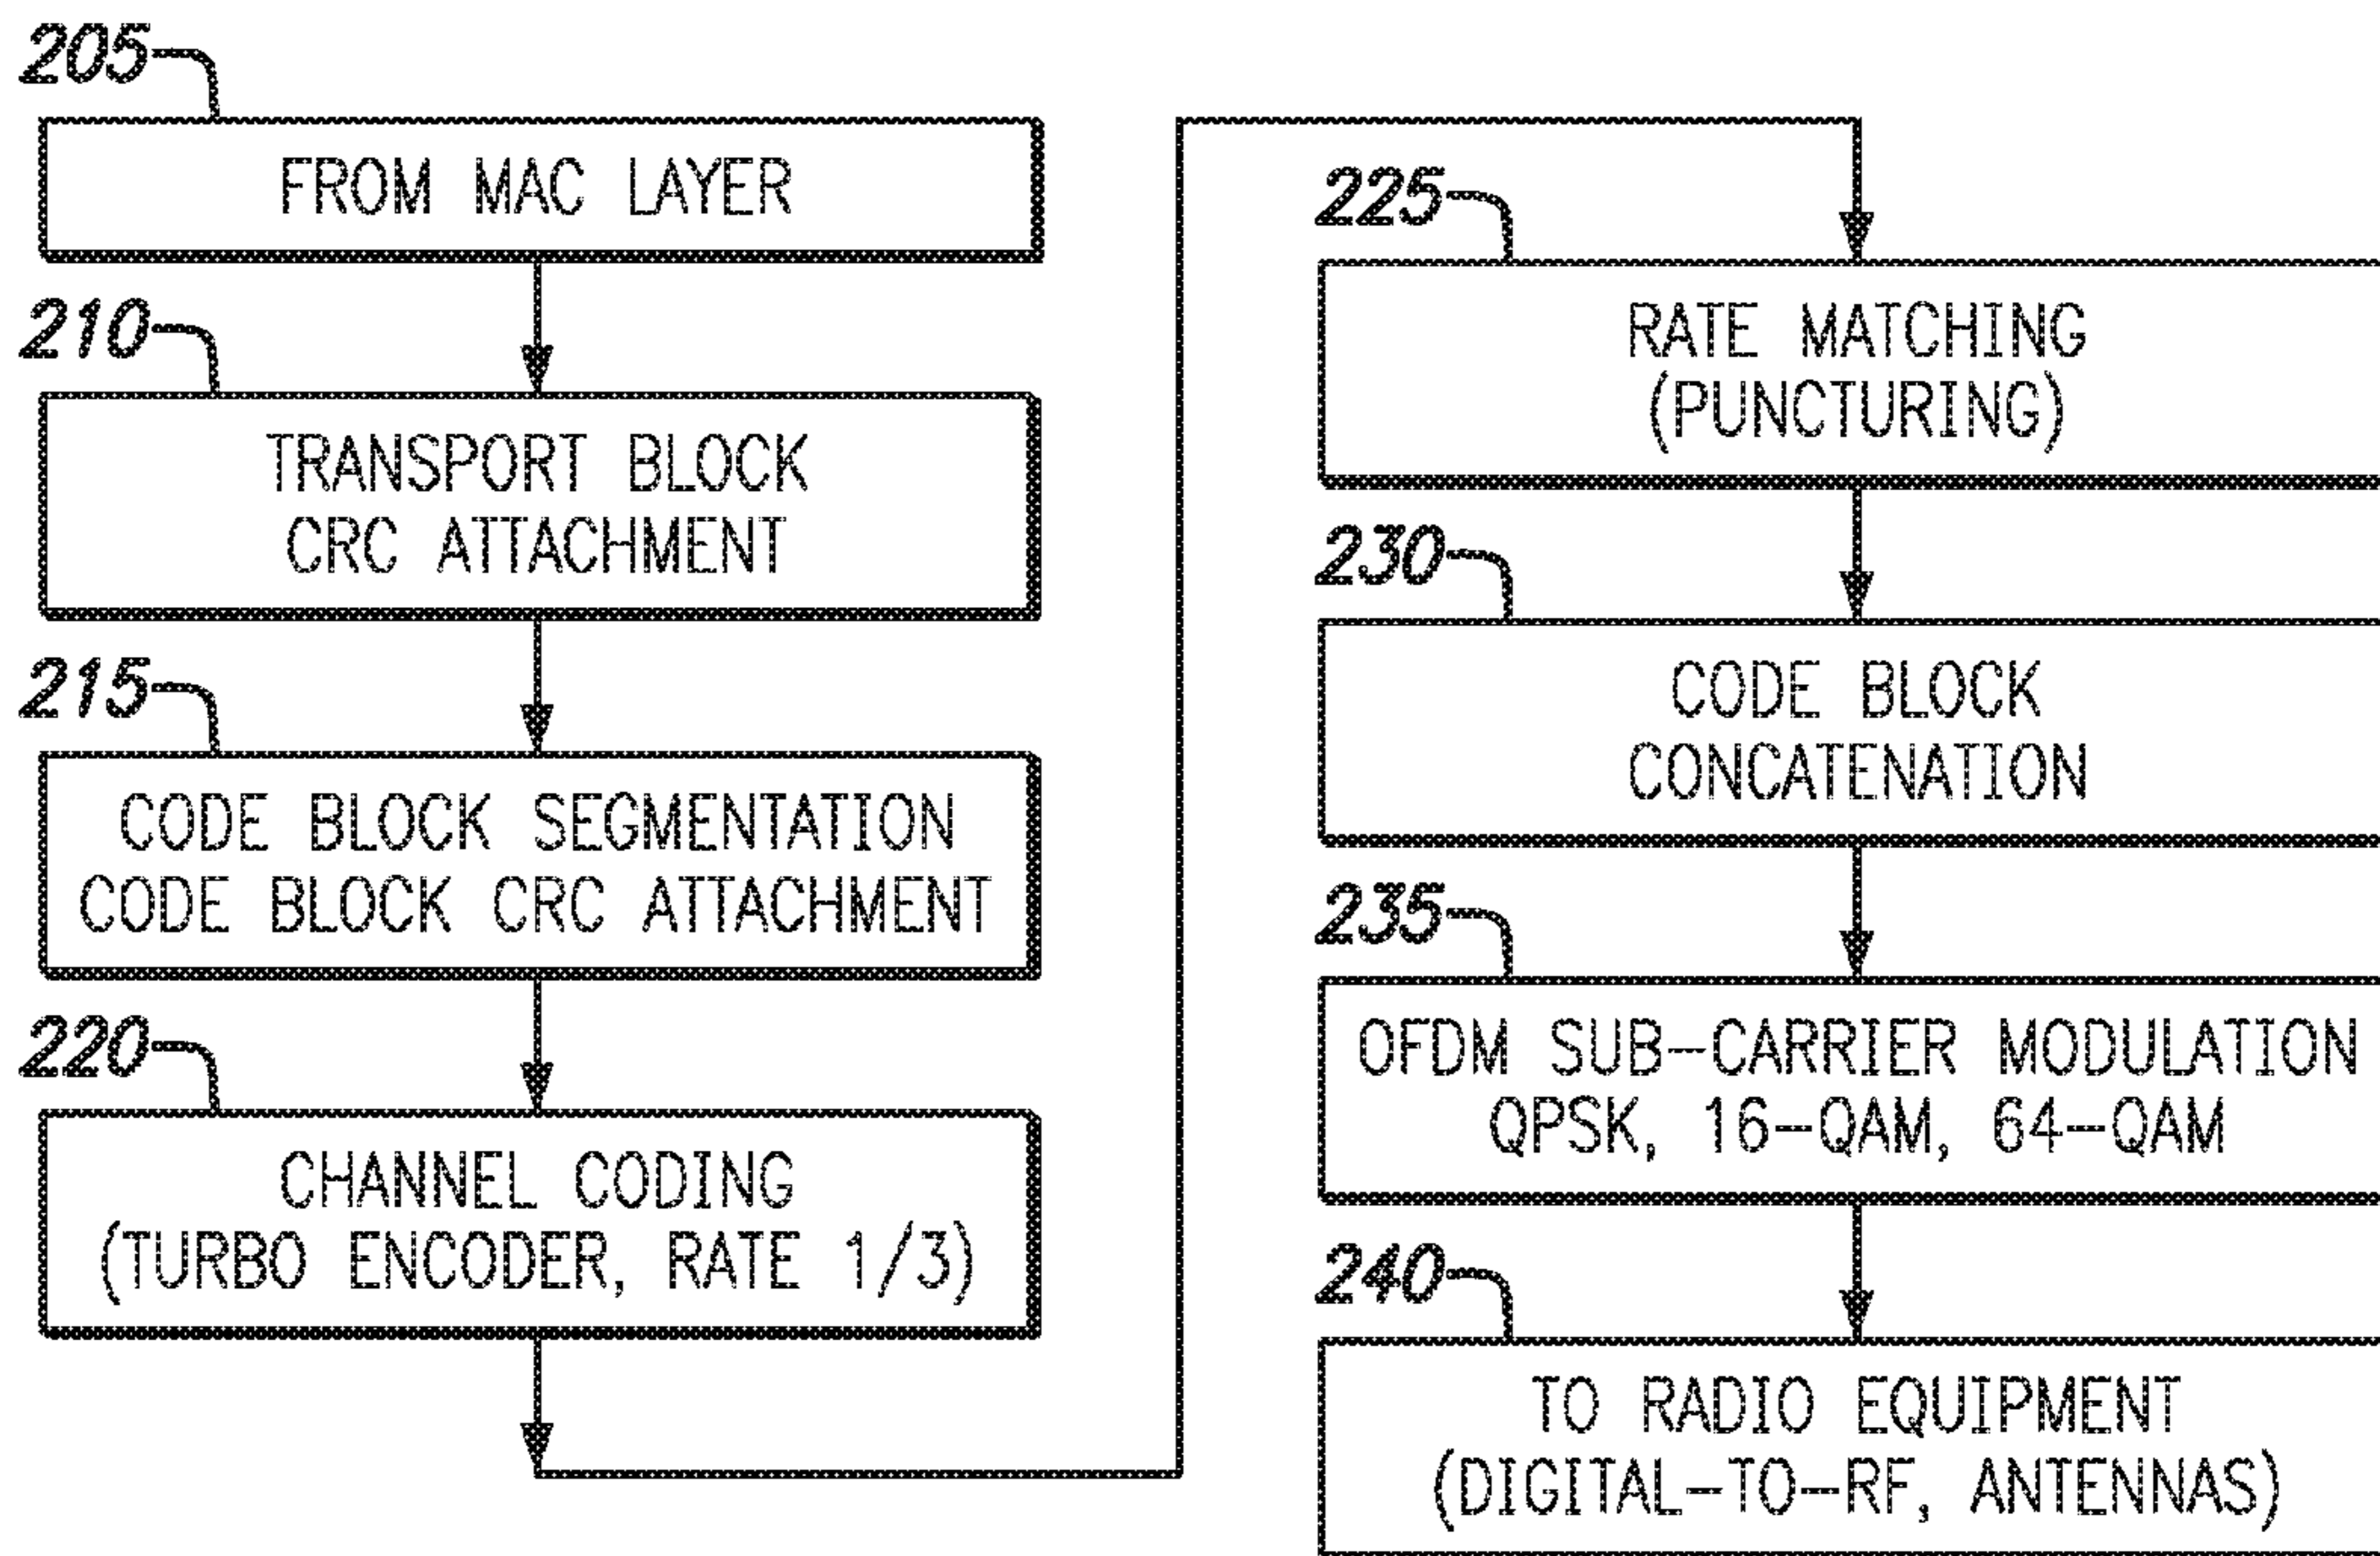 205
FROM MAC LAYER
210
TRANSPORT BLOCK
CRC ATTACHMENT
215
CODE BLOCK SEGMENTATION
CODE BLOCK CRC ATTACHMENT
220
CHANNEL CODING
(TURBO ENCODER, RATE 1/3)
225
RATE MATCHING
(PUNCTURING)
230
CODE BLOCK
CONCATENATION
235
OFDM SUB-CARRIER MODULATION
QPSK, 16-QAM, 64-QAM
240
TO RADIO EQUIPMENT
(DIGITAL-TO-RF, ANTENNAS)